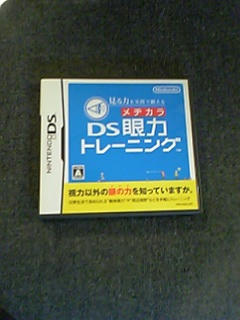 見る力を実践で鍛える
Nintendo
メヂカラ
DS眼力
トレーニング
NINTENDO DS
A
視力以外の眼の力を知っていますか。